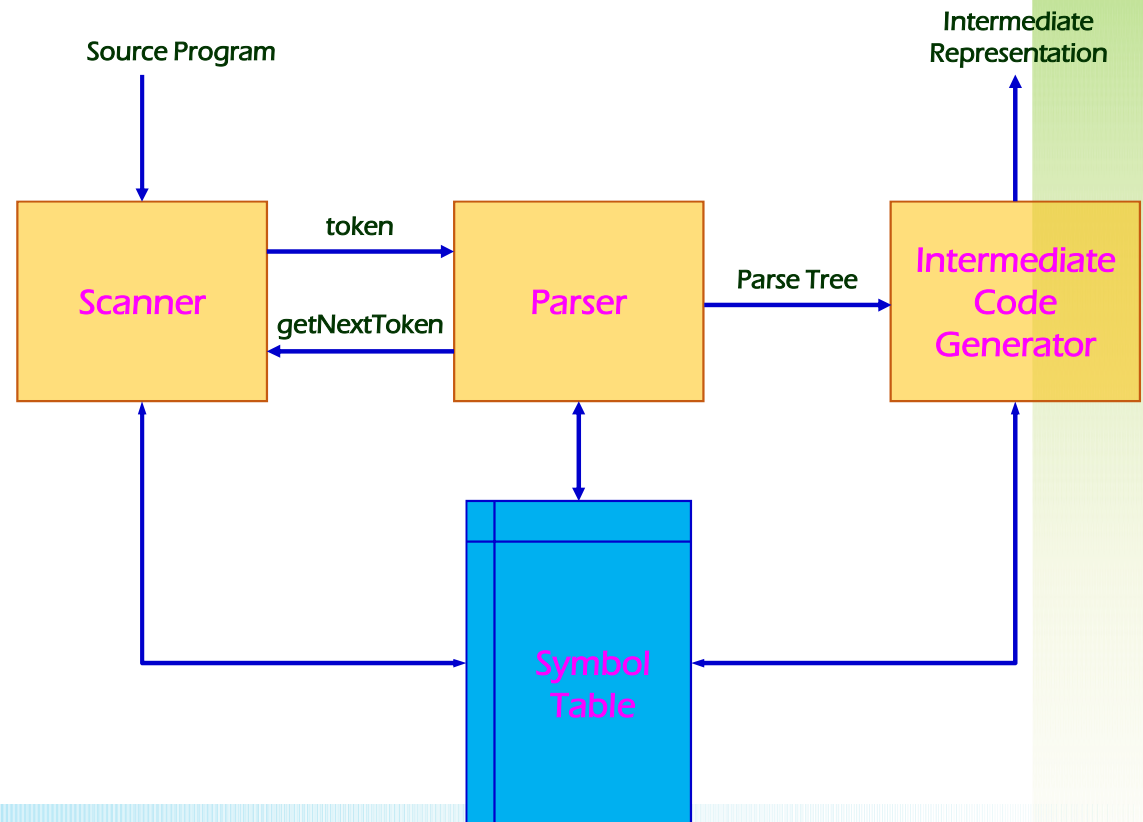 Source Program
Intermediate
Representation
Scanner
token
getNextToken
Parser
Parse Tree
Intermediate
Code
Generator
Symbol
Table